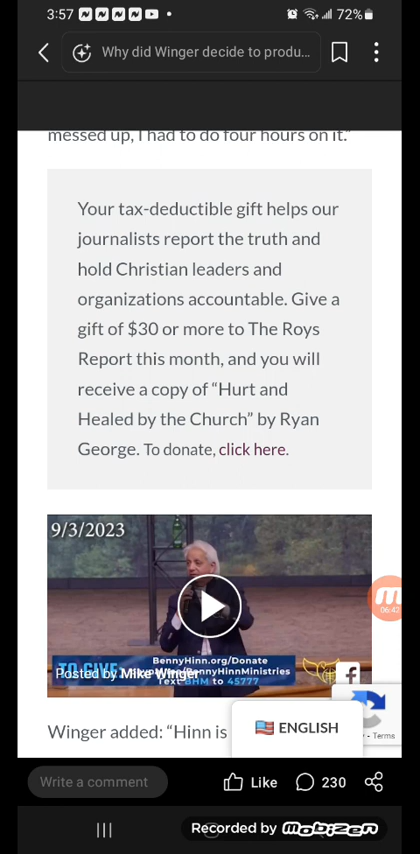 3:57
72%
Why did Winger decide to produ...
messed up, I had to do four hours on it."
Your tax-deductible gift helps our
journalists report the truth and
hold Christian leaders and
organizations accountable. Give a
gift of $30 or more to The Roys
Report this month, and you will
receive a copy of “Hurt and
Healed by the Church” by Ryan
George. To donate, click here.
9/3/2023
06:42
BennyHinn.org/Donate
TO GIVE
Posted by Mike Winger
Text BHM to 45777
Winger added: “Hinn is
ENGLISH
- Terms
Write a comment
Like
230
Recorded by mobizen